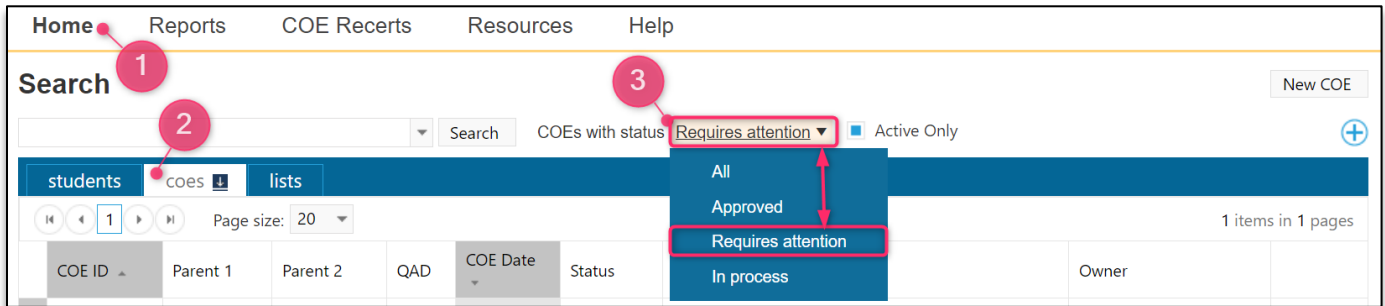 Home Reports COE Recerts Resources Help
1
Search 3 New COE
2
Search COEs with status Requires attention Active Only
students coes lists All
Approved
1 Page size: 20 1 items in 1 pages
Requires attention
COE ID Parent 1 Parent 2 QAD COE Date Status In process Owner